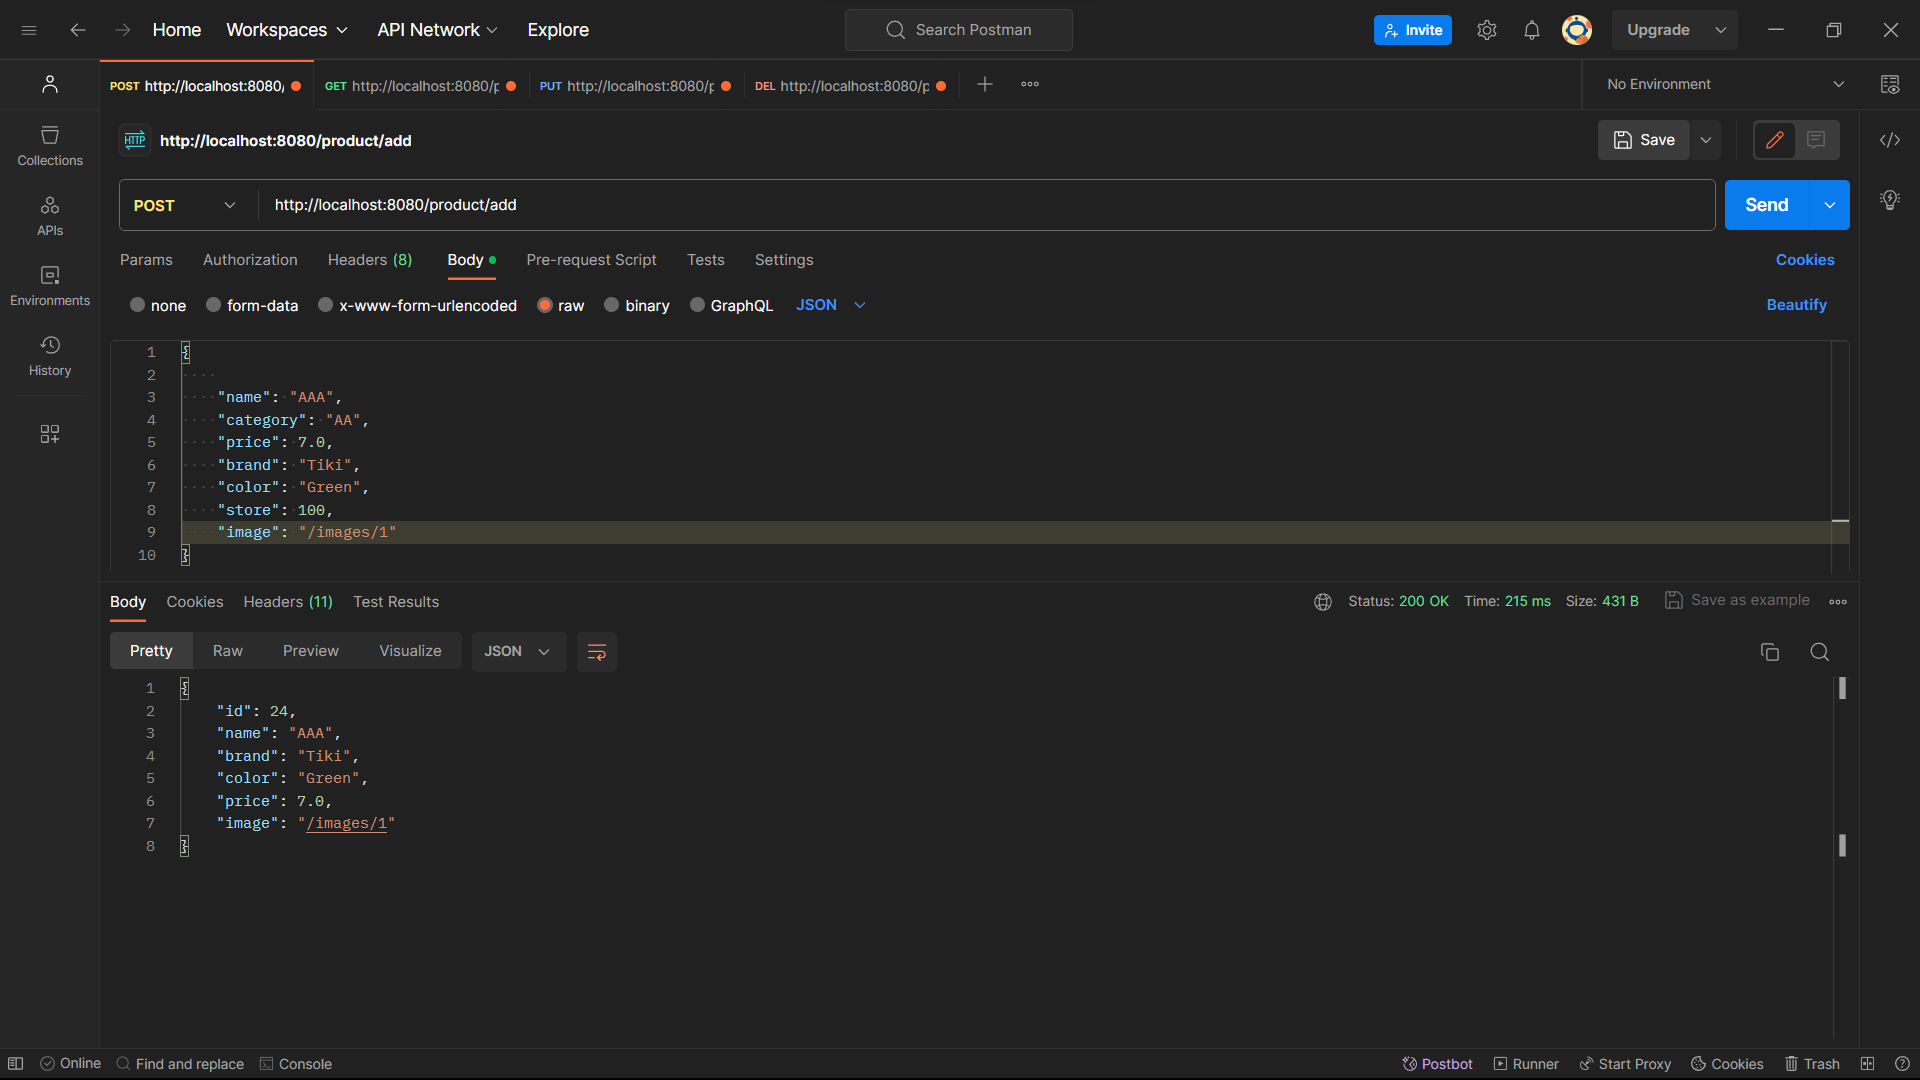 Home Workspaces API Network Explore Search Postman Invite Upgrade
POST http://localhost:8080/ GET http://localhost:8080/p PUT http://localhost:8080/p DEL http://localhost:8080/p No Environment
HTTP http://localhost:8080/product/add Save
Collections
APIs
Environments
History
POST http://localhost:8080/product/add Send
Params Authorization Headers (8) Body Pre-request Script Tests Settings Cookies
none form-data x-www-form-urlencoded raw binary GraphQL JSON Beautify
1 {
2
3 "name": "AAA",
4 "category": "AA",
5 "price": 7.0,
6 "brand": "Tiki",
7 "color": "Green",
8 "store": 100,
9 "image": "/images/1"
10 }
Body Cookies Headers (11) Test Results Status: 200 OK Time: 215 ms Size: 431 B Save as example
Pretty Raw Preview Visualize JSON
1 {
2 "id": 24,
3 "name": "AAA",
4 "brand": "Tiki",
5 "color": "Green",
6 "price": 7.0,
7 "image": "/images/1"
8 }
Online Find and replace Console Postbot Runner Start Proxy Cookies Trash